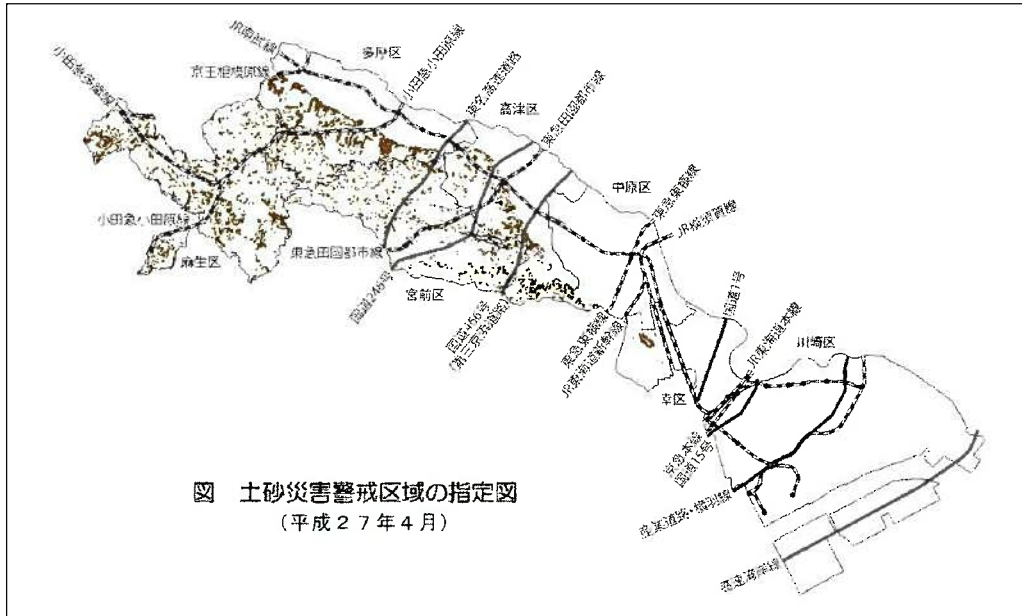 JR南武線
多摩区
小田急小田原線
小田急多摩線
京王相模原線
東名高速道路
高津区
東急田園都市線
中原区
東急東横線
JR横須賀線
小田急小田原線
麻生区
東急田園都市線
国道246号
宮前区
国道466号
(第三京浜道路)
東急東横線
JR東海道新幹線
国道1号
JR東海道本線
川崎区
幸区
京急本線
国道15号
産業道路・横羽線
高速湾岸線
図 土砂災害警戒区域の指定図
(平成27年4月)